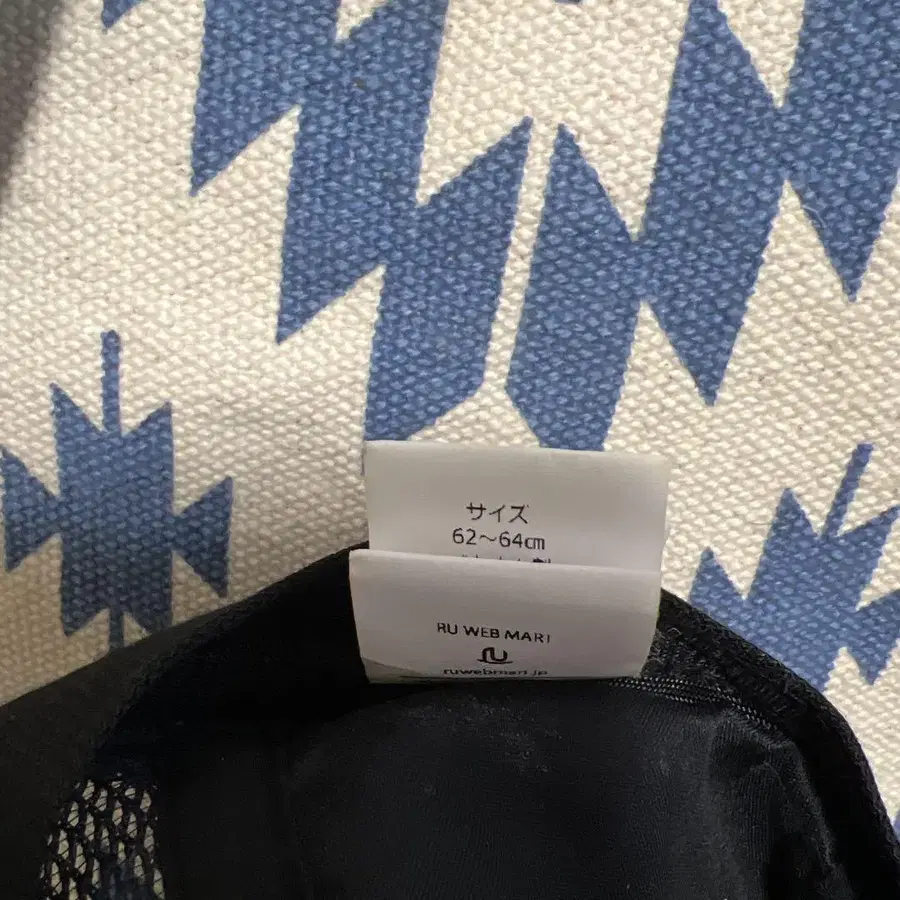 サイズ
62～64㎝
RU WEB MART
ruwebmart.jp